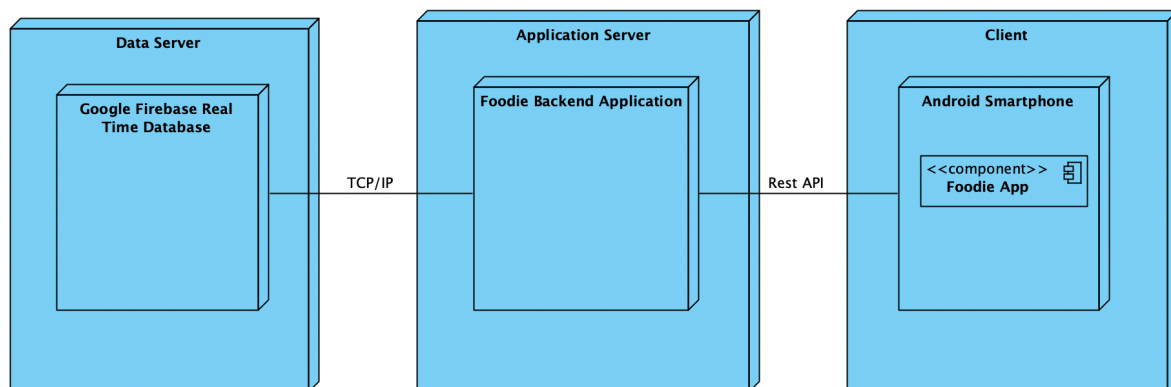 Data Server
Google Firebase Real
Time Database
TCP/IP
Application Server
Foodie Backend Application
Rest API
Client
Android Smartphone
<<component>>
Foodie App